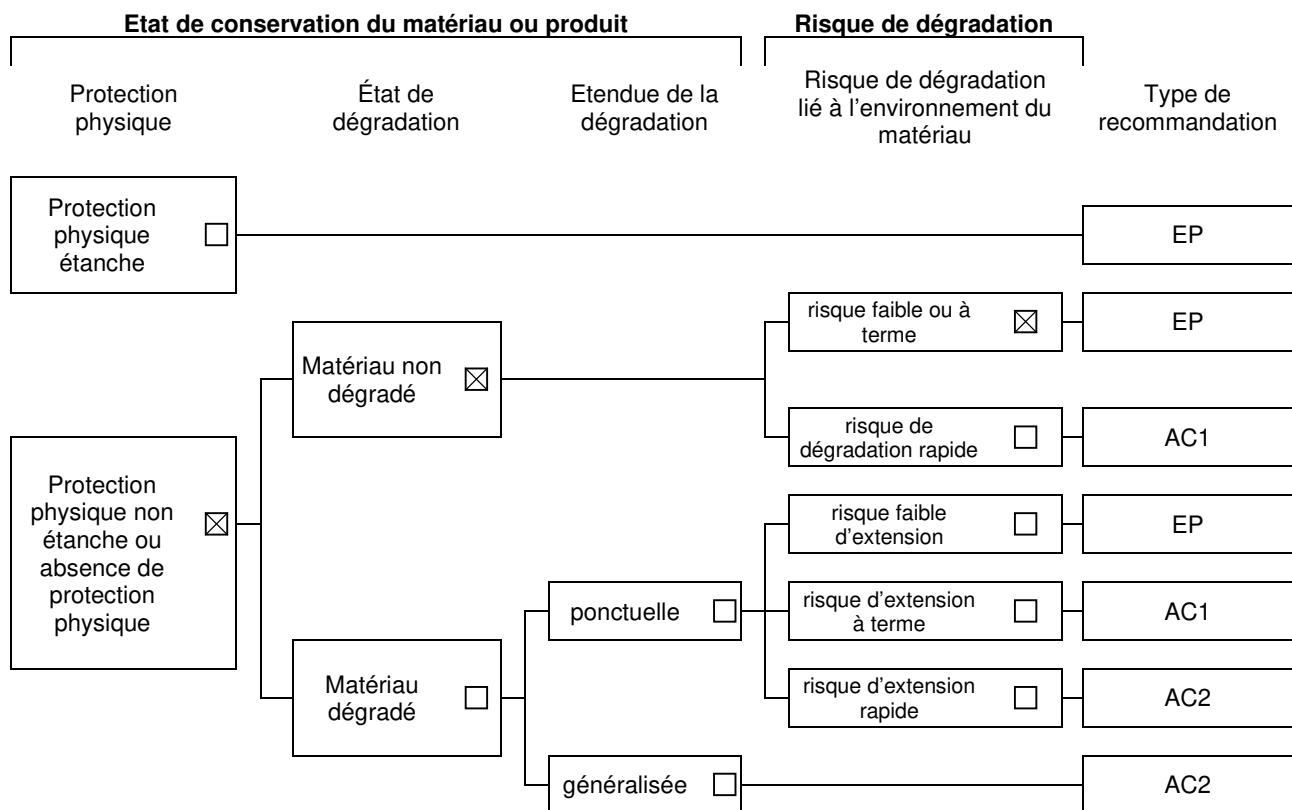 Etat de conservation du matériau ou produit
Risque de dégradation
Protection
physique
État de
dégradation
Etendue de la
dégradation
Risque de dégradation
lié à l'environnement du
matériau
Type de
recommandation
Protection
physique
étanche
EP
risque faible ou à
terme
EP
Matériau non
dégradé
risque de
dégradation rapide
AC1
Protection
physique non
étanche ou
absence de
protection
physique
risque faible
d'extension
EP
ponctuelle
risque d'extension
à terme
AC1
Matériau
dégradé
risque d'extension
rapide
AC2
généralisée
AC2